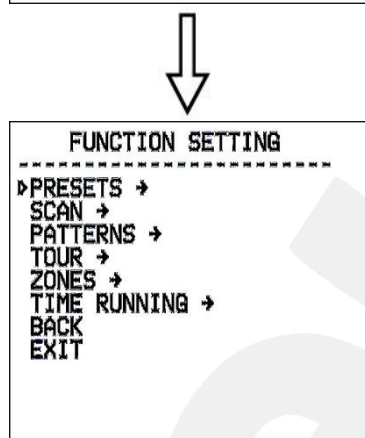 FUNCTION SETTING
------------------------
▷PRESETS →
SCAN →
PATTERNS →
TOUR →
ZONES →
TIME RUNNING →
BACK
EXIT